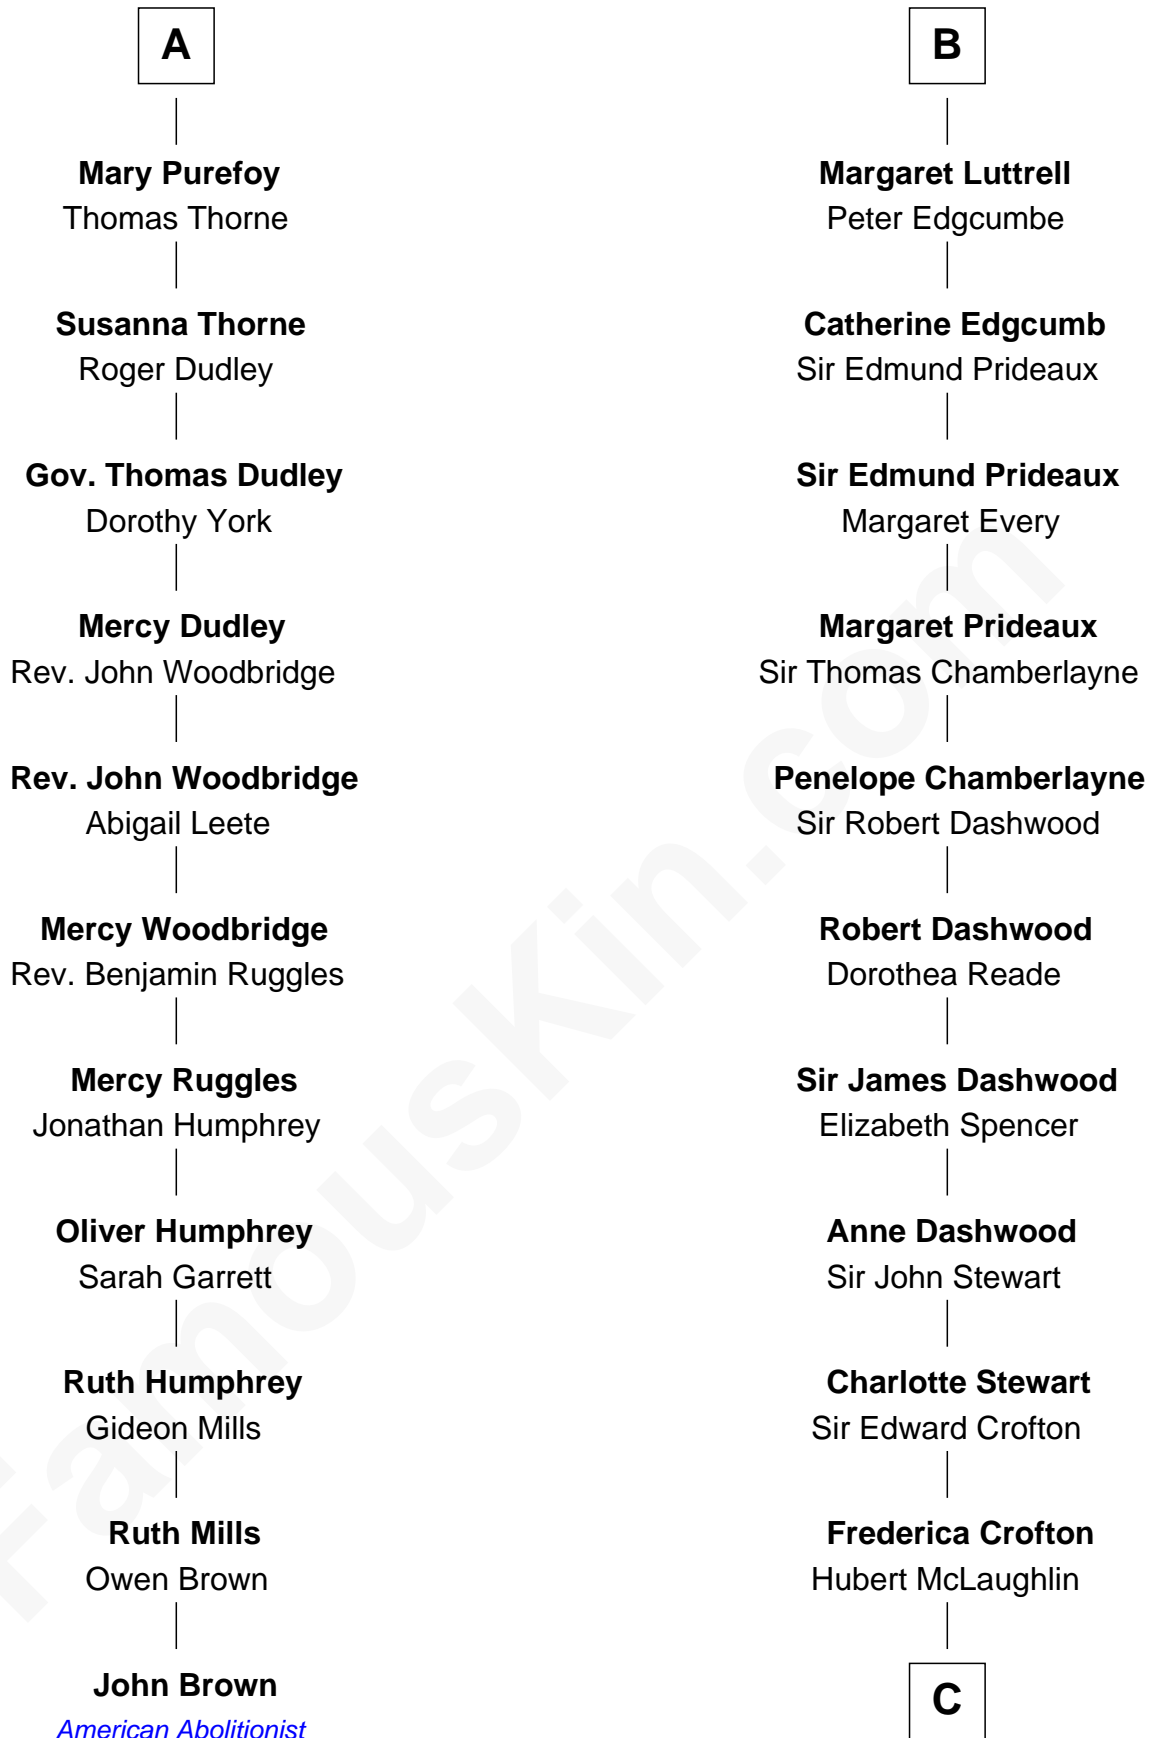 A
Mary Purefoy
Thomas Thorne
Susanna Thorne
Roger Dudley
Gov. Thomas Dudley
Dorothy York
Mercy Dudley
Rev. John Woodbridge
Rev. John Woodbridge
Abigail Leete
Mercy Woodbridge
Rev. Benjamin Ruggles
Mercy Ruggles
Jonathan Humphrey
Oliver Humphrey
Sarah Garrett
Ruth Humphrey
Gideon Mills
Ruth Mills
Owen Brown
John Brown
American Abolitionist
B
Margaret Luttrell
Peter Edgcumbe
Catherine Edgcumb
Sir Edmund Prideaux
Sir Edmund Prideaux
Margaret Every
Margaret Prideaux
Sir Thomas Chamberlayne
Penelope Chamberlayne
Sir Robert Dashwood
Robert Dashwood
Dorothea Reade
Sir James Dashwood
Elizabeth Spencer
Anne Dashwood
Sir John Stewart
Charlotte Stewart
Sir Edward Crofton
Frederica Crofton
Hubert McLaughlin
C
FamousKin.com